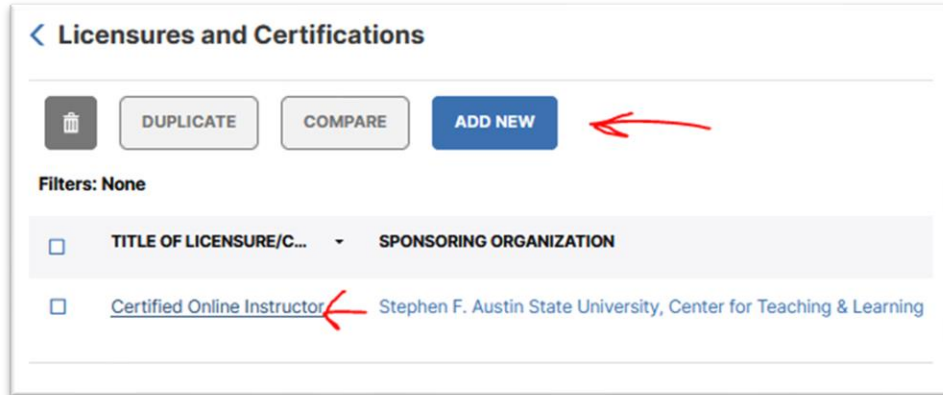 Licensures and Certifications
DUPLICATE COMPARE ADD NEW
Filters: None
TITLE OF LICENSURE/C... SPONSORING ORGANIZATION
Certified Online Instructor Stephen F. Austin State University, Center for Teaching & Learning